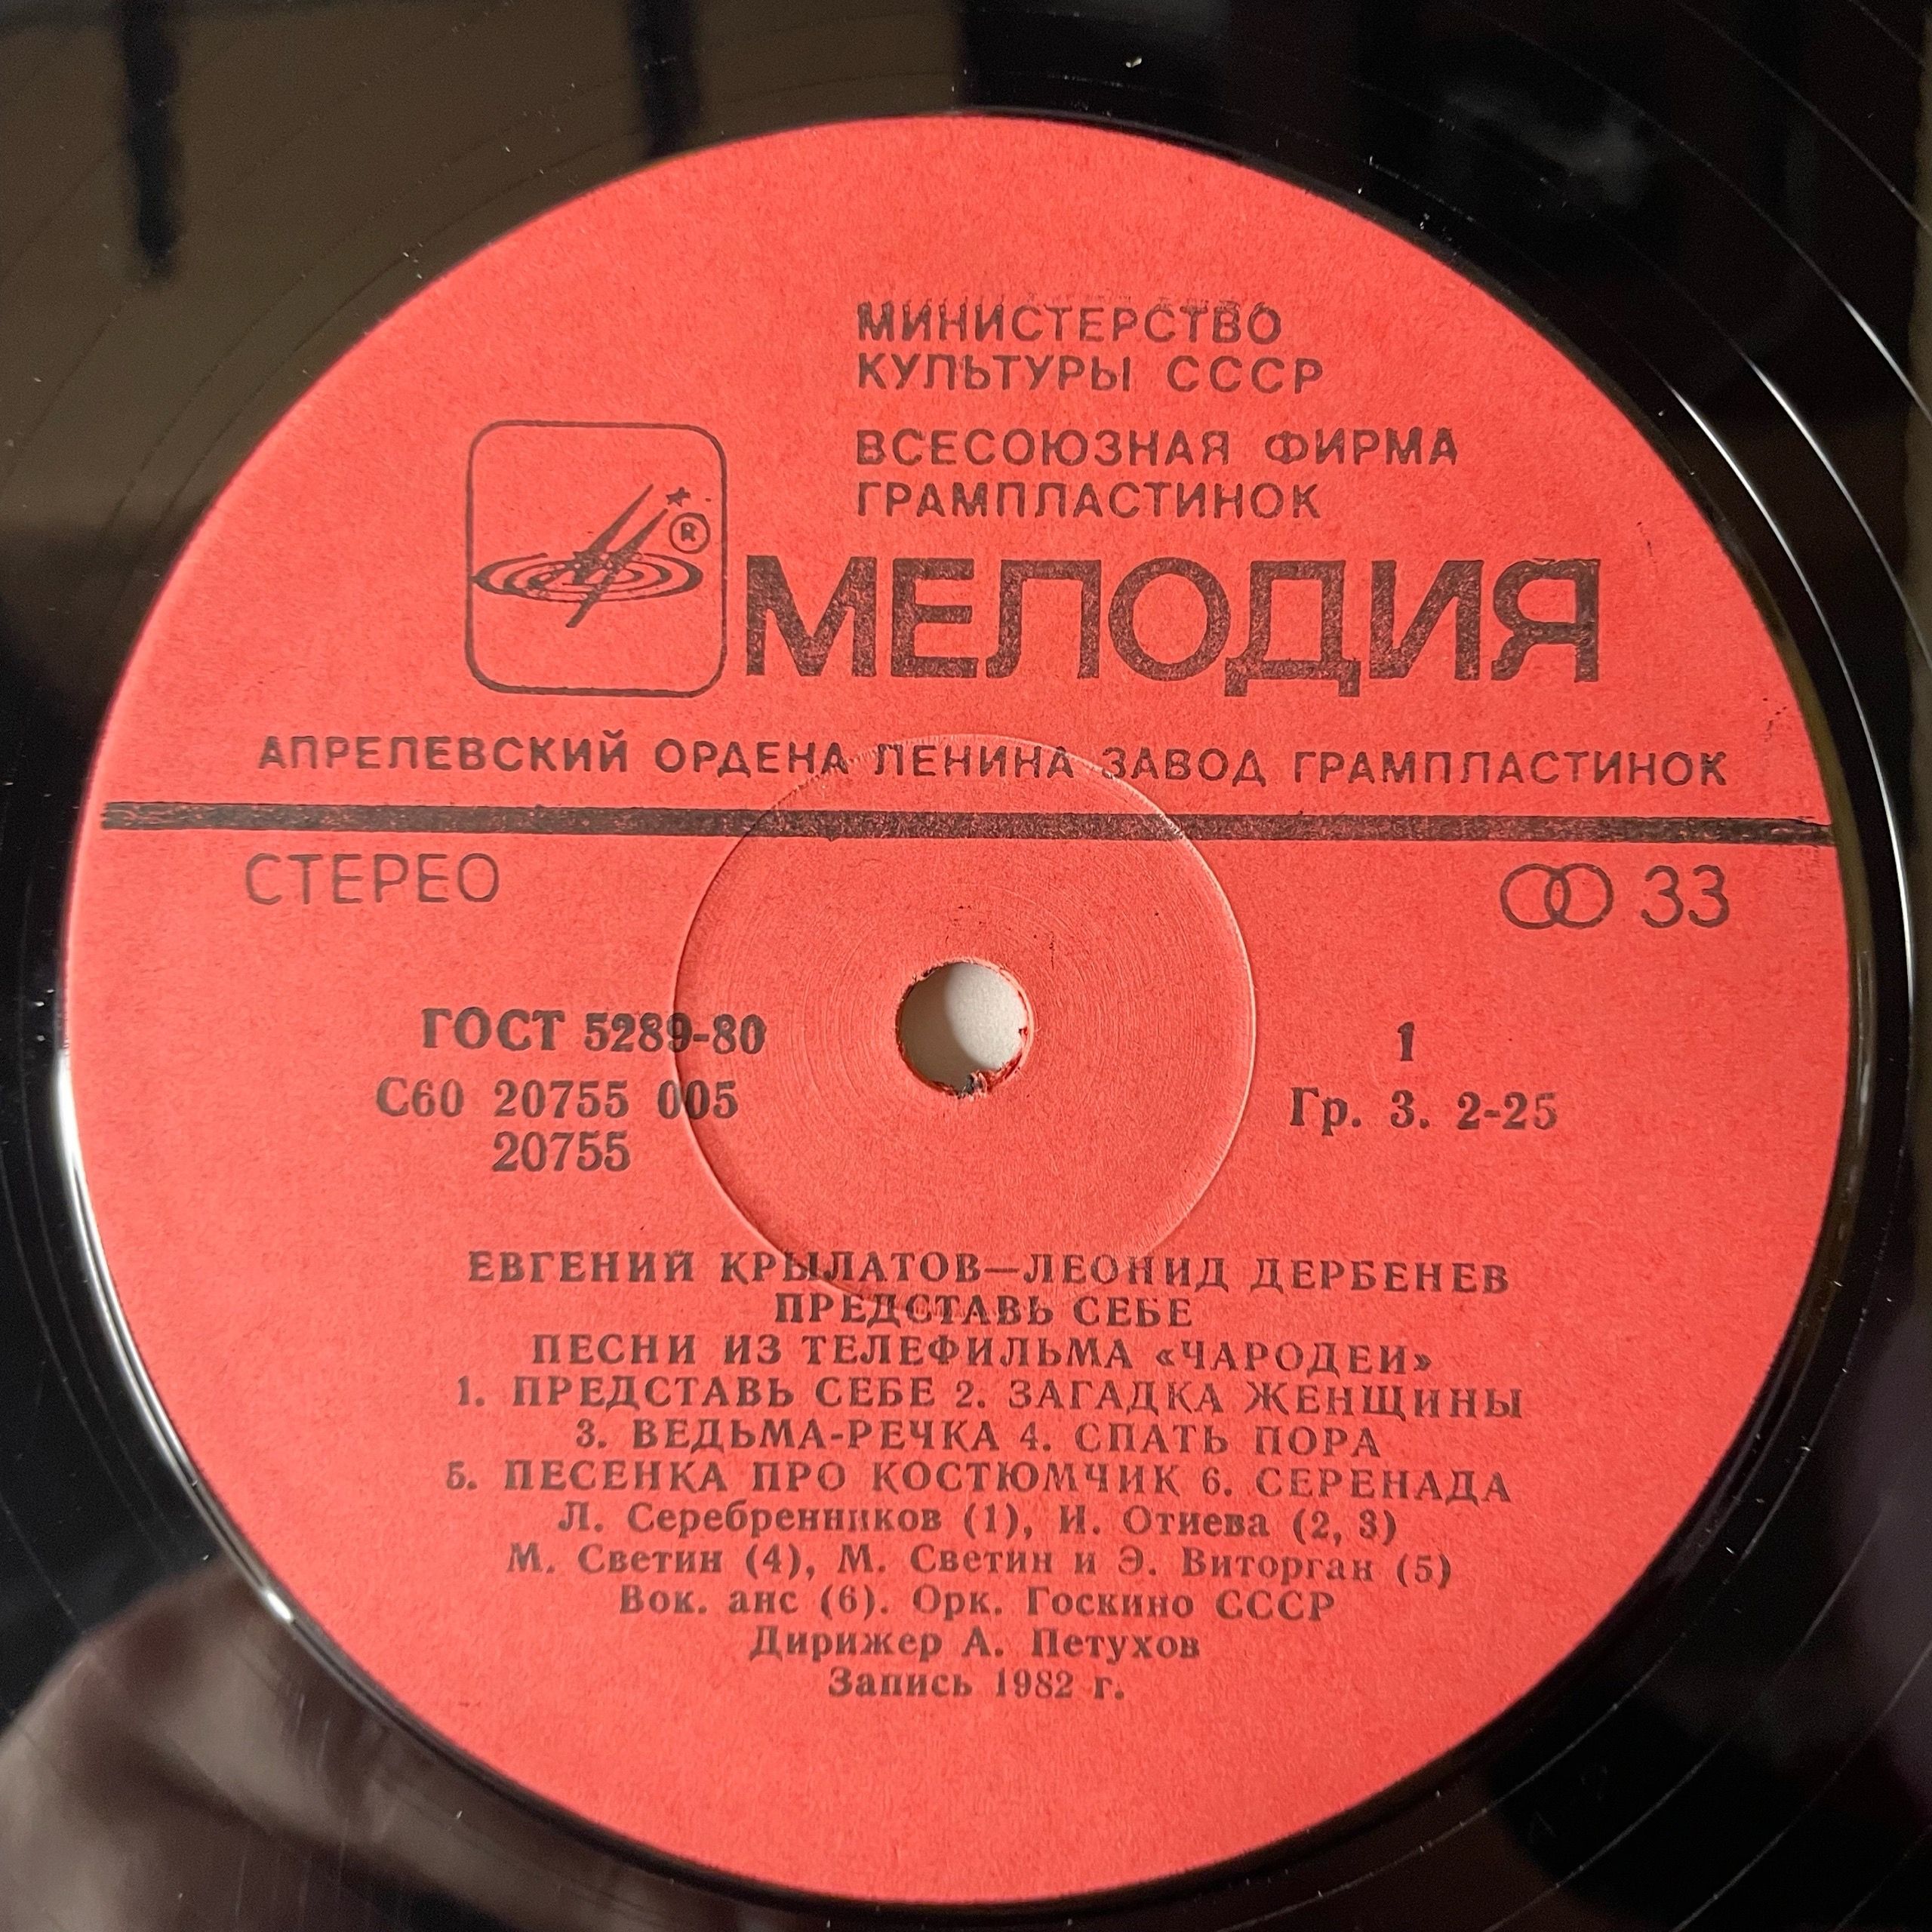 МИНИСТЕРСТВО
КУЛЬТУРЫ СССР
ВСЕСОЮЗНАЯ ФИРМА
ГРАМПЛАСТИНОК
®
МЕЛОДИЯ
АПРЕЛЕВСКИЙ ОРДЕНА ЛЕНИНА ЗАВОД ГРАМПЛАСТИНОК
СТЕРЕО
33
ГОСТ 5289-80
1
С60 20755 005
Гр. 3. 2-25
20755
ЕВГЕНИЙ КРЫЛАТОВ—ЛЕОНИД ДЕРБЕНЕВ
ПРЕДСТАВЬ СЕБЕ
ПЕСНИ ИЗ ТЕЛЕФИЛЬМА «ЧАРОДЕИ»
1. ПРЕДСТАВЬ СЕБЕ 2. ЗАГАДКА ЖЕНЩИНЫ
3. ВЕДЬМА-РЕЧКА 4. СПАТЬ ПОРА
5. ПЕСЕНКА ПРО КОСТЮМЧИК 6. СЕРЕНАДА
Л. Серебренников (1), И. Отиева (2, 3)
М. Светин (4), М. Светин и Э. Виторган (5)
Вок. анс (6). Орк. Госкино СССР
Дирижер А. Петухов
Запись 1982 г.